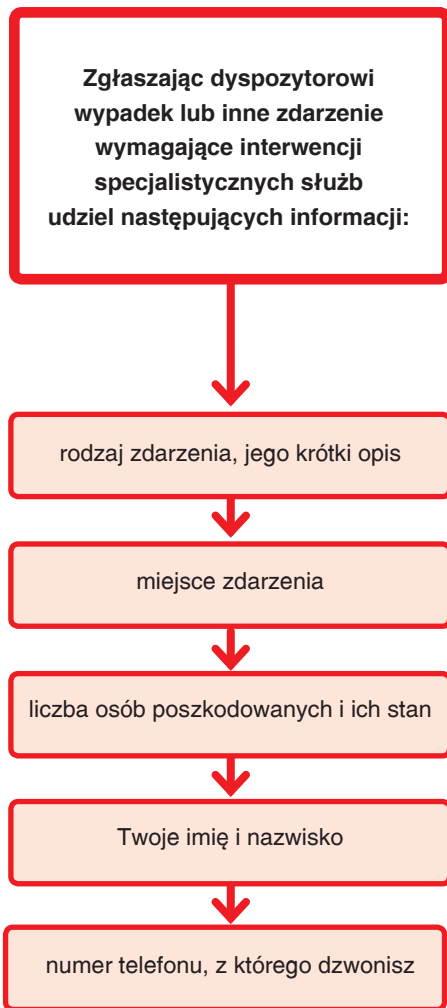 Zgłaszając dyspozytorowi
wypadek lub inne zdarzenie
wymagające interwencji
specjalistycznych służb
udziel następujących informacji:
rodzaj zdarzenia, jego krótki opis
miejsce zdarzenia
liczba osób poszkodowanych i ich stan
Twoje imię i nazwisko
numer telefonu, z którego dzwonisz